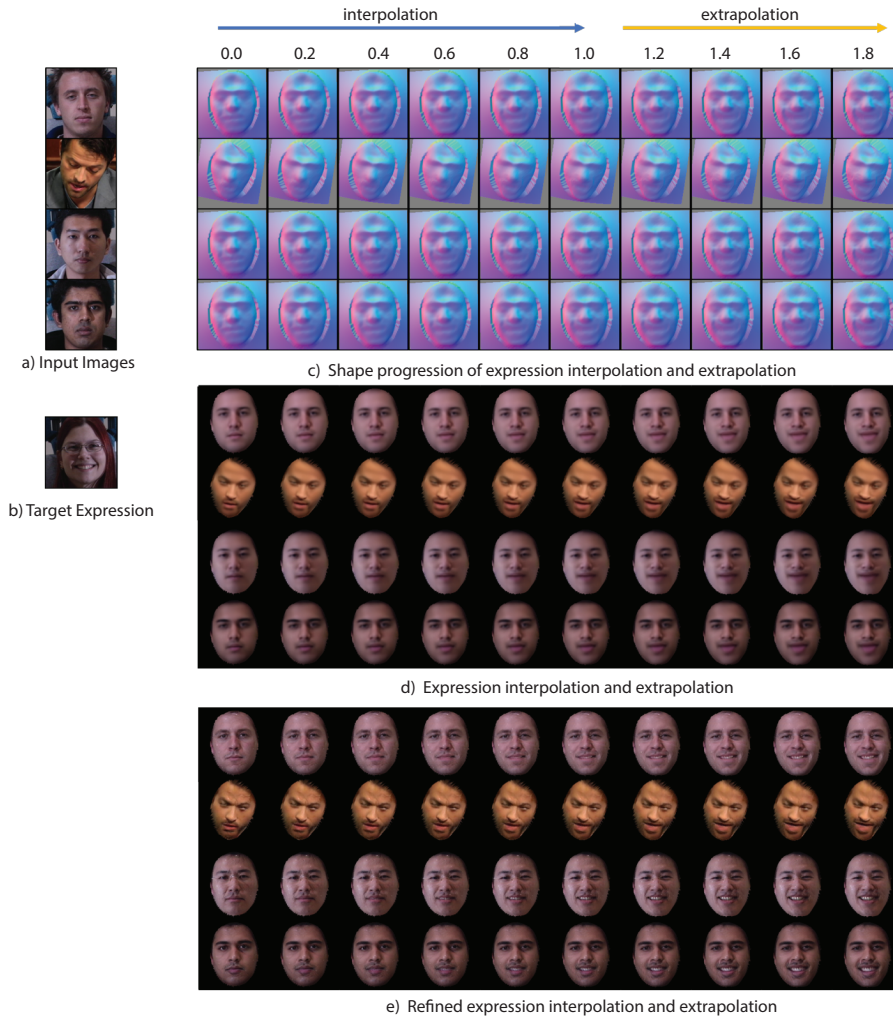 interpolation extrapolation
0.0 0.2 0.4 0.6 0.8 1.0 1.2 1.4 1.6 1.8
a) Input Images
c) Shape progression of expression interpolation and extrapolation
b) Target Expression
d) Expression interpolation and extrapolation
e) Refined expression interpolation and extrapolation